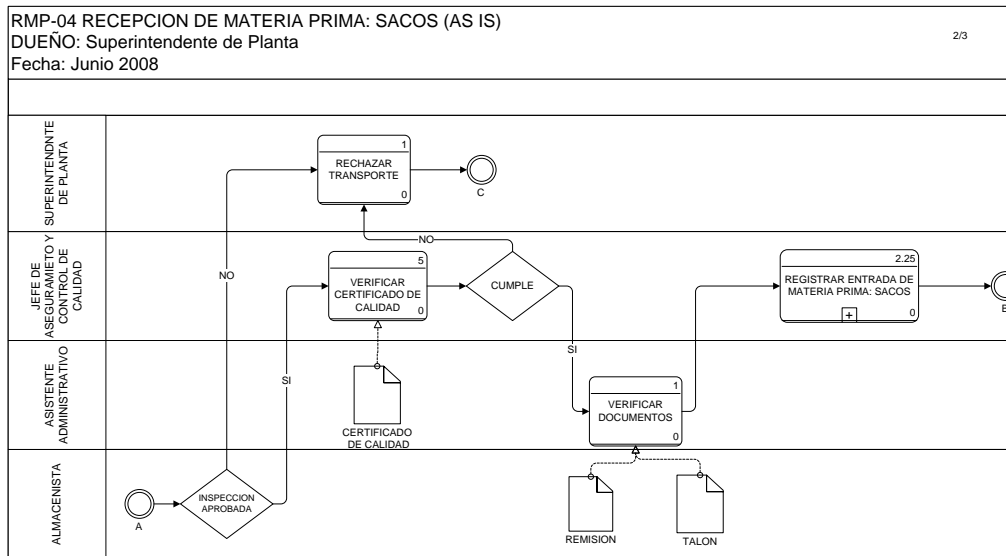 RMP-04 RECEPCION DE MATERIA PRIMA: SACOS (AS IS)
DUEÑO: Superintendente de Planta
Fecha: Junio 2008
2/3
SUPERINTENDNTE
DE PLANTA
1
RECHAZAR
TRANSPORTE
0
C
JEFE DE
ASEGURAMIETO Y
CONTROL DE
CALIDAD
NO
NO
5
VERIFICAR
CERTIFICADO DE
CALIDAD
0
CUMPLE
2.25
REGISTRAR ENTRADA DE
MATERIA PRIMA: SACOS
+
0
B
ASISTENTE
ADMINISTRATIVO
SI
SI
CERTIFICADO
DE CALIDAD
1
VERIFICAR
DOCUMENTOS
0
ALMACENISTA
A
INSPECCION
APROBADA
REMISION
TALON